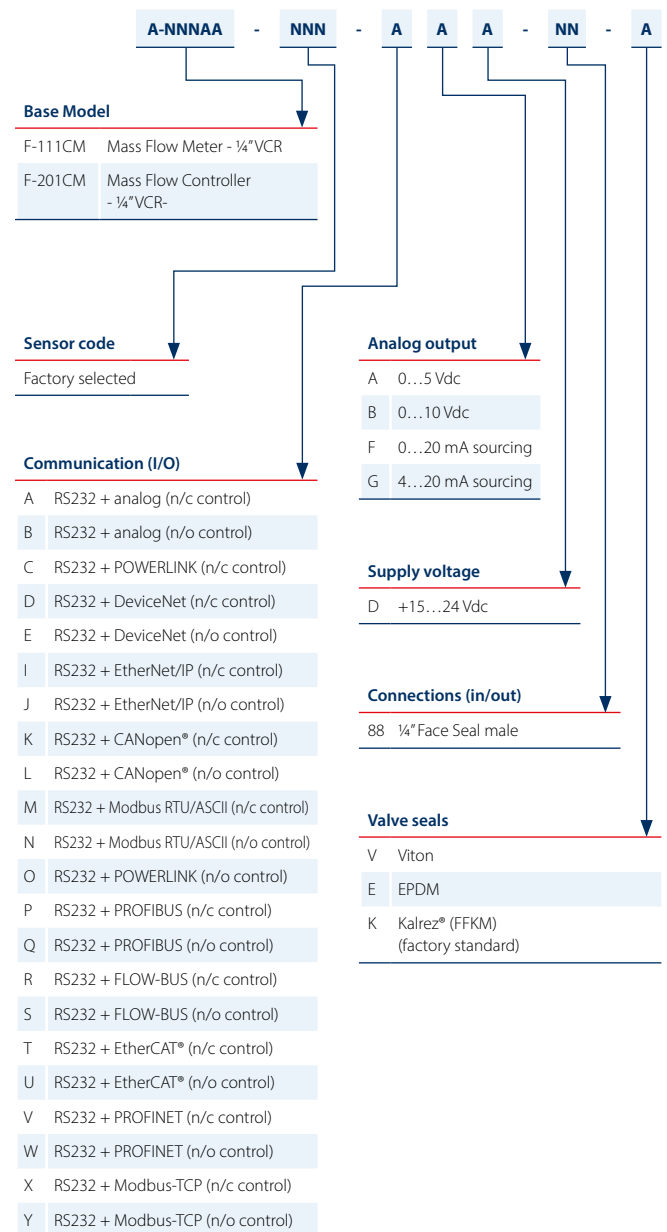 A-NNNAA - NNN - A A A - NN - A
Base Model
F-111CM Mass Flow Meter - ¼” VCR
F-201CM Mass Flow Controller
- ¼” VCR-
Sensor code
Factory selected
Communication (I/O)
A RS232 + analog (n/c control)
B RS232 + analog (n/o control)
C RS232 + POWERLINK (n/c control)
D RS232 + DeviceNet (n/c control)
E RS232 + DeviceNet (n/o control)
I RS232 + EtherNet/IP (n/c control)
J RS232 + EtherNet/IP (n/o control)
K RS232 + CANopen® (n/c control)
L RS232 + CANopen® (n/o control)
M RS232 + Modbus RTU/ASCII (n/c control)
N RS232 + Modbus RTU/ASCII (n/o control)
O RS232 + POWERLINK (n/o control)
P RS232 + PROFIBUS (n/c control)
Q RS232 + PROFIBUS (n/o control)
R RS232 + FLOW-BUS (n/c control)
S RS232 + FLOW-BUS (n/o control)
T RS232 + EtherCAT® (n/c control)
U RS232 + EtherCAT® (n/o control)
V RS232 + PROFINET (n/c control)
W RS232 + PROFINET (n/o control)
X RS232 + Modbus-TCP (n/c control)
Y RS232 + Modbus-TCP (n/o control)
Analog output
A 0…5 Vdc
B 0…10 Vdc
F 0…20 mA sourcing
G 4…20 mA sourcing
Supply voltage
D +15…24 Vdc
Connections (in/out)
88 ¼” Face Seal male
Valve seals
V Viton
E EPDM
K Kalrez® (FFKM)
(factory standard)